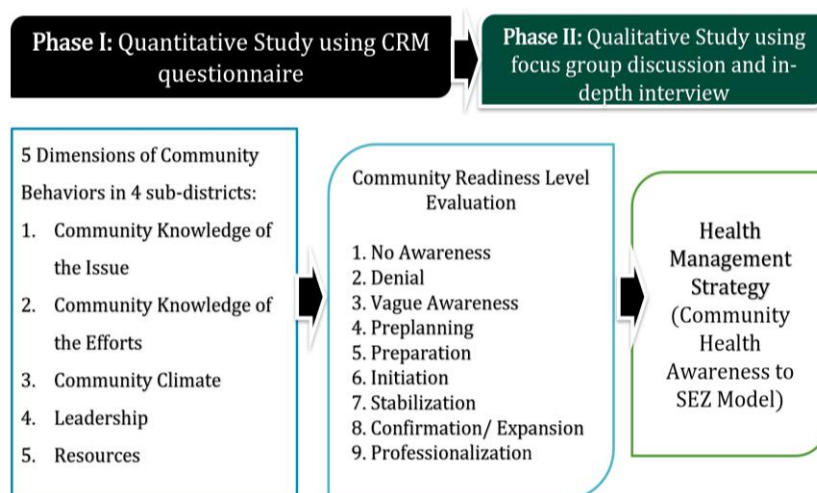 Phase I: Quantitative Study using CRM
questionnaire
Phase II: Qualitative Study using
focus group discussion and in-
depth interview
5 Dimensions of Community
Behaviors in 4 sub-districts:
1. Community Knowledge of
the Issue
2. Community Knowledge of
the Efforts
3. Community Climate
4. Leadership
5. Resources
Community Readiness Level
Evaluation
1. No Awareness
2. Denial
3. Vague Awareness
4. Preplanning
5. Preparation
6. Initiation
7. Stabilization
8. Confirmation/ Expansion
9. Professionalization
Health
Management
Strategy
(Community
Health
Awareness to
SEZ Model)